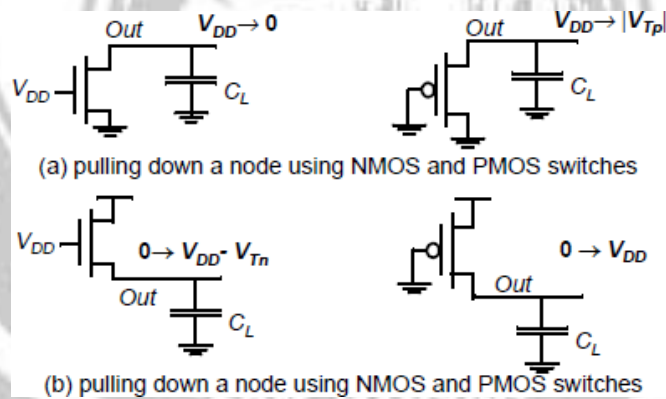 Out V_DD → 0
V_DD
C_L
Out V_DD → |V_Tp|
C_L
(a) pulling down a node using NMOS and PMOS switches
V_DD
0 → V_DD - V_Tn
Out
C_L
0 → V_DD
Out
C_L
(b) pulling down a node using NMOS and PMOS switches